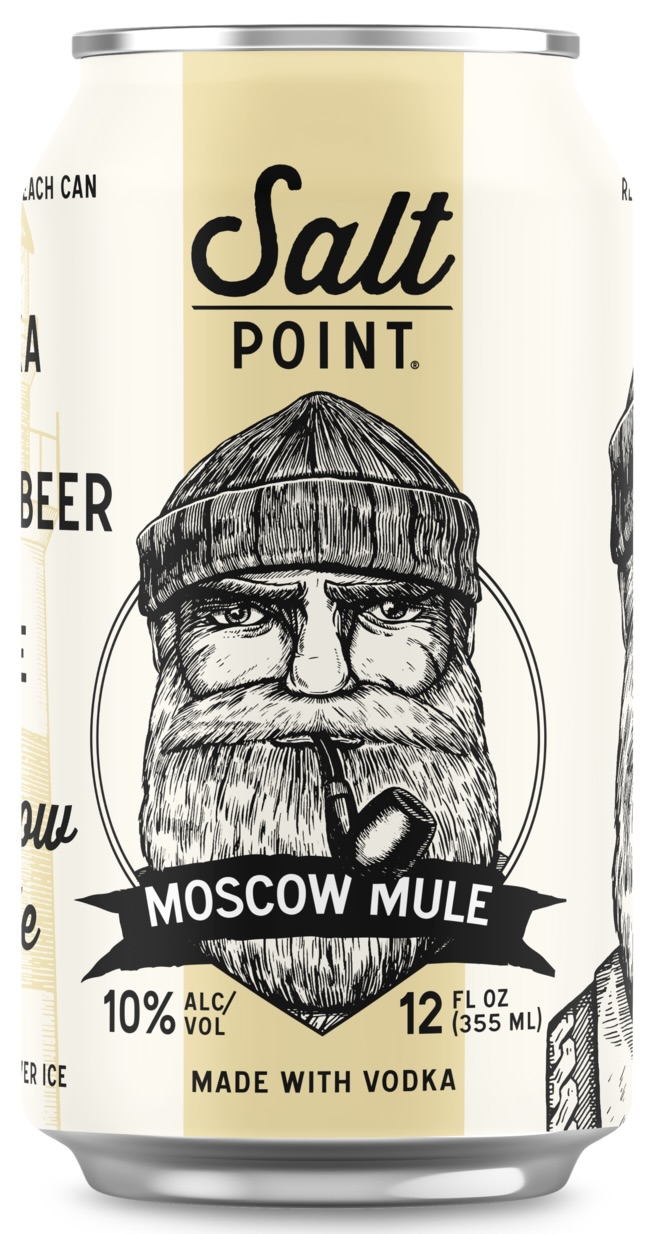 EACH CAN
Salt
POINT®
BEER
MOSCOW MULE
10% ALC/
VOL
12 FL OZ
(355 ML)
MADE WITH VODKA
ICE